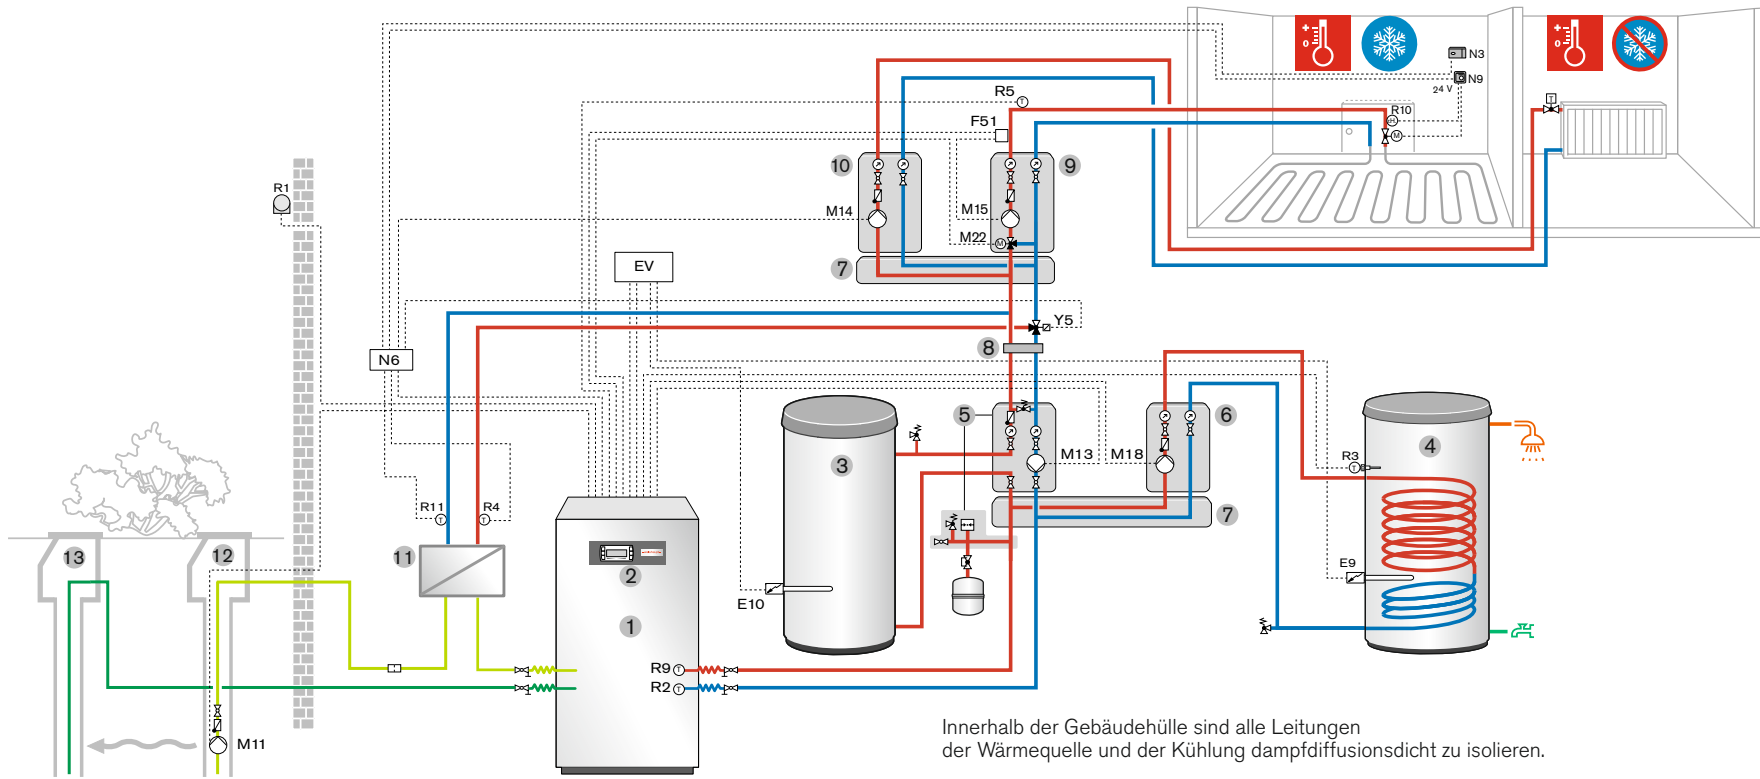 +
0
+
0
N3
N9
24 V
R10
H
M
T
R5
T
F51
10
9
R1
M14
M15
M22
M
EV
7
Y5
N6
8
5
6
3
M13
M18
4
R3
T
R11
T
R4
T
13
12
11
2
7
E10
E9
1
R9
T
R2
T
M11
Innerhalb der Gebäudehülle sind alle Leitungen
der Wärmequelle und der Kühlung dampfdiffusionsdicht zu isolieren.